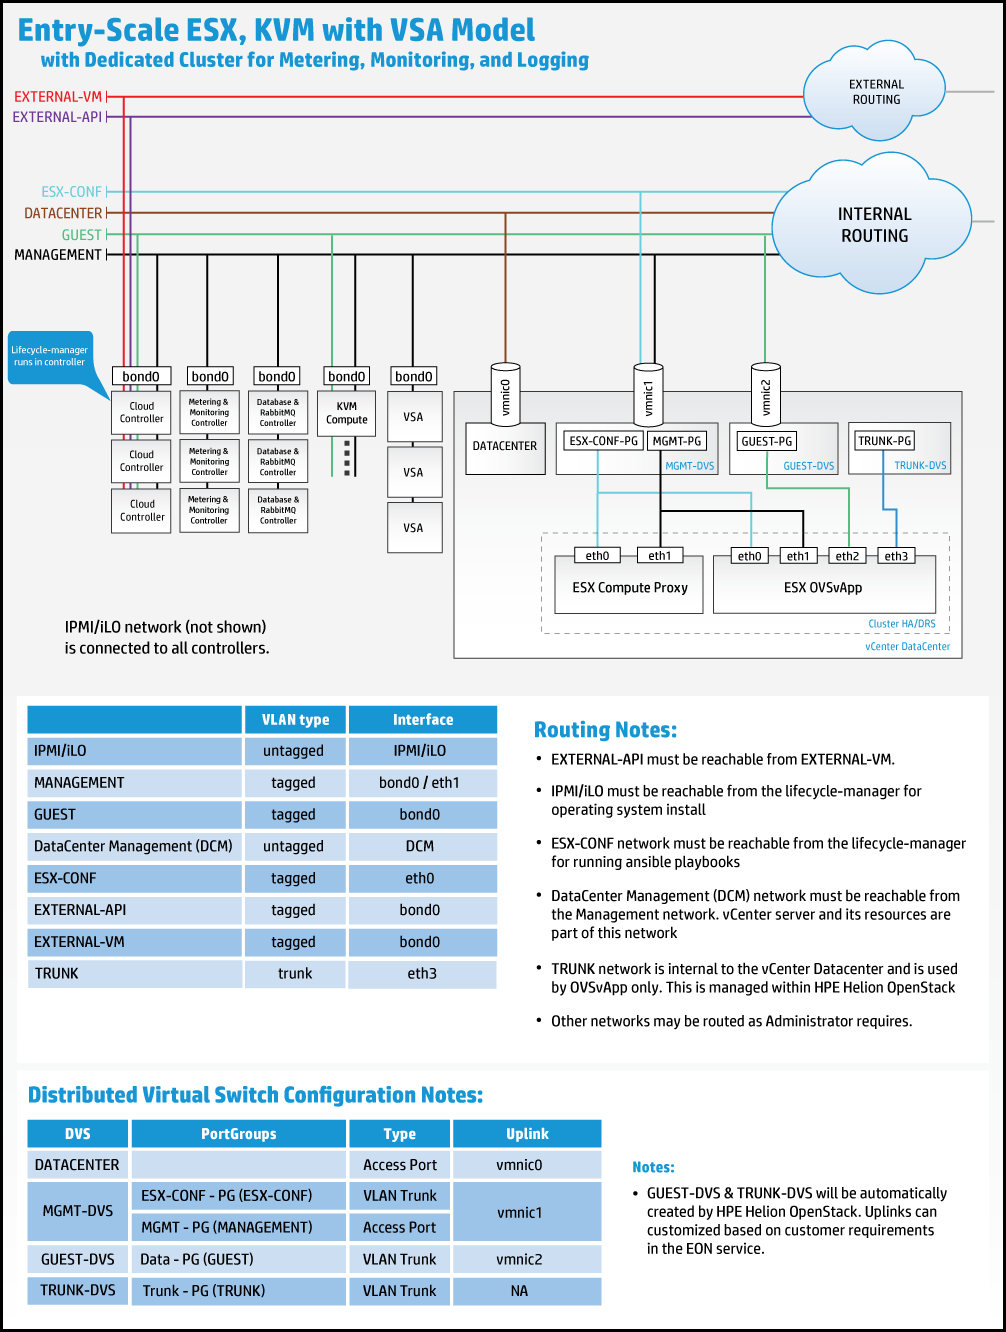 Entry-Scale ESX, KVM with VSA Model
with Dedicated Cluster for Metering, Monitoring, and Logging
EXTERNAL-VM
EXTERNAL-API
EXTERNAL
ROUTING
ESX-CONF
DATACENTER
GUEST
MANAGEMENT
INTERNAL
ROUTING
Lifecycle-manager
runs in controller
bond0
bond0
bond0
bond0
bond0
vmnic0
vmnic1
vmnic2
Cloud
Controller
Cloud
Controller
Cloud
Controller
Metering &
Monitoring
Controller
Metering &
Monitoring
Controller
Metering &
Monitoring
Controller
Database &
RabbitMQ
Controller
Database &
RabbitMQ
Controller
Database &
RabbitMQ
Controller
KVM
Compute
VSA
VSA
VSA
DATACENTER
ESX-CONF-PG
MGMT-PG
MGMT-DVS
GUEST-PG
GUEST-DVS
TRUNK-PG
TRUNK-DVS
eth0
eth1
ESX Compute Proxy
eth0
eth1
eth2
eth3
ESX OVSvApp
Cluster HA/DRS
vCenter DataCenter
IPMI/iLO network (not shown)
is connected to all controllers.
VLAN type Interface
IPMI/iLO untagged IPMI/iLO
MANAGEMENT tagged bond0 / eth1
GUEST tagged bond0
DataCenter Management (DCM) untagged DCM
ESX-CONF tagged eth0
EXTERNAL-API tagged bond0
EXTERNAL-VM tagged bond0
TRUNK trunk eth3
Routing Notes:
• EXTERNAL-API must be reachable from EXTERNAL-VM.
• IPMI/iLO must be reachable from the lifecycle-manager for
operating system install
• ESX-CONF network must be reachable from the lifecycle-manager
for running ansible playbooks
• DataCenter Management (DCM) network must be reachable from
the Management network. vCenter server and its resources are
part of this network
• TRUNK network is internal to the vCenter Datacenter and is used
by OVSvApp only. This is managed within HPE Helion OpenStack
• Other networks may be routed as Administrator requires.
Distributed Virtual Switch Configuration Notes:
DVS PortGroups Type Uplink
DATACENTER Access Port vmnic0
MGMT-DVS ESX-CONF - PG (ESX-CONF) VLAN Trunk vmnic1
MGMT - PG (MANAGEMENT) Access Port
GUEST-DVS Data - PG (GUEST) VLAN Trunk vmnic2
TRUNK-DVS Trunk - PG (TRUNK) VLAN Trunk NA
Notes:
• GUEST-DVS & TRUNK-DVS will be automatically
created by HPE Helion OpenStack. Uplinks can
customized based on customer requirements
in the EON service.